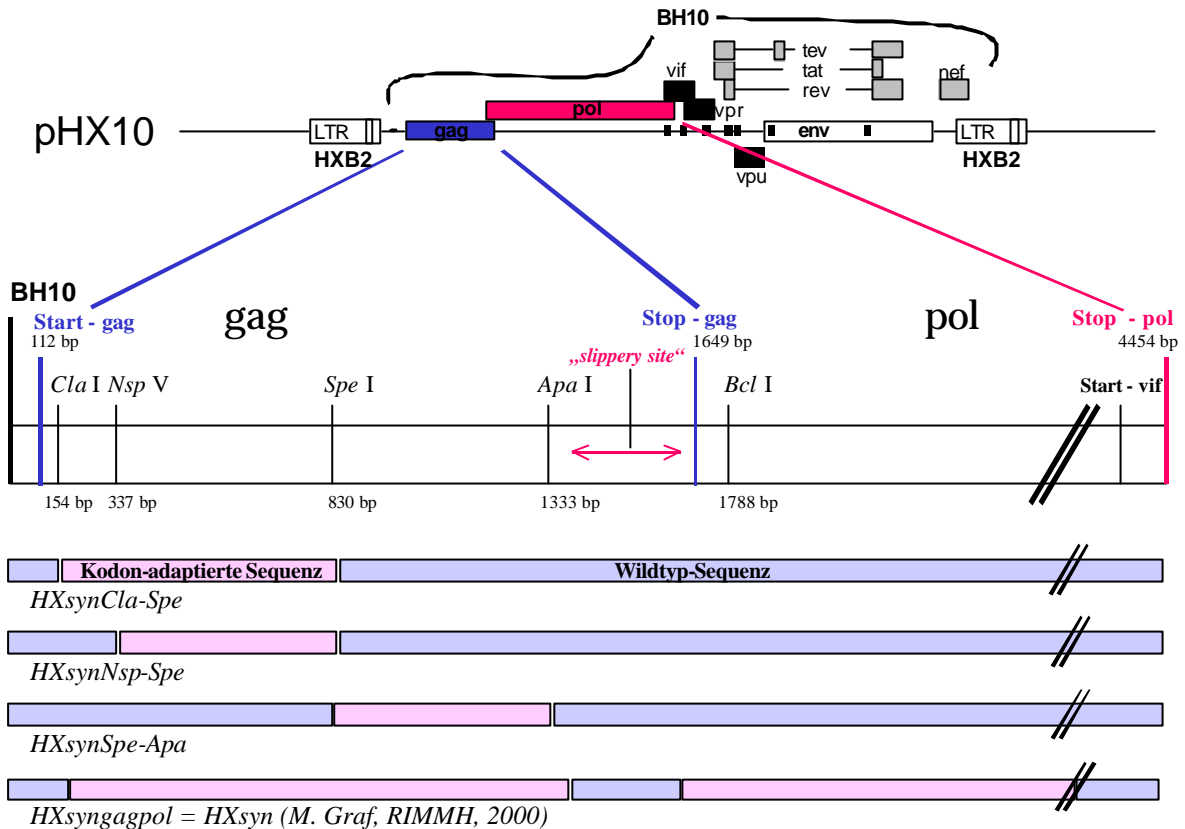 BH10
tev
tat
rev
nef
vif
vpr
pol
pHX10
LTR
gag
env
LTR
HXB2
vpu
HXB2
BH10
gag
pol
Start - gag
112 bp
Stop - gag
1649 bp
Stop - pol
4454 bp
„slippery site“
Cla I
Nsp V
Spe I
Apa I
Bcl I
Start - vif
154 bp
337 bp
830 bp
1333 bp
1788 bp
Kodon-adaptierte Sequenz
Wildtyp-Sequenz
HXsynCla-Spe
HXsynNsp-Spe
HXsynSpe-Apa
HXsyngagpol = HXsyn (M. Graf, RIMMH, 2000)